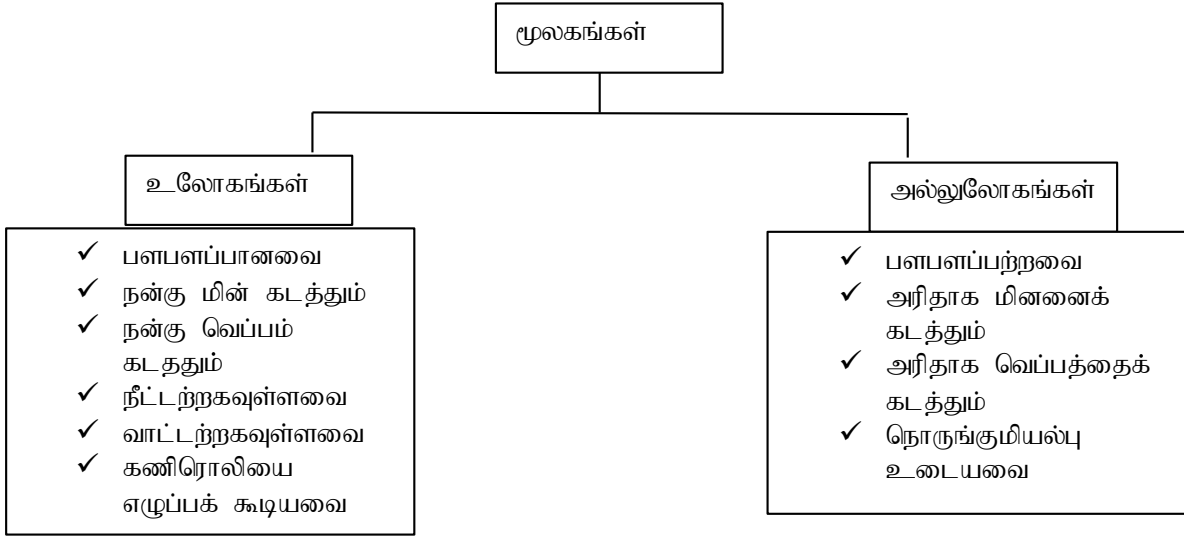 மூலகங்கள்
உலோகங்கள்
பளபளப்பானவை
நன்கு மின் கடத்தும்
நன்கு வெப்பம்
கடததும்
நீட்டற்றகவுள்ளவை
வாட்டற்றகவுள்ளவை
கணிரொலியை
எழுப்பக் கூடியவை
அல்லுலோகங்கள்
பளபளப்பற்றவை
அரிதாக மினனைக்
கடத்தும்
அரிதாக வெப்பத்தைக்
கடத்தும்
நொருங்குமியல்பு
உடையவை